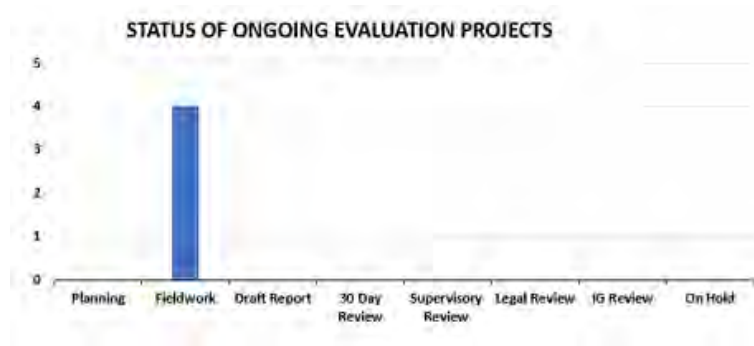 STATUS OF ONGOING EVALUATION PROJECTS
5
4
3
2
1
0
Planning
Fieldwork
Draft Report
30 Day
Review
Supervisory
Review
Legal Review
IG Review
On Hold